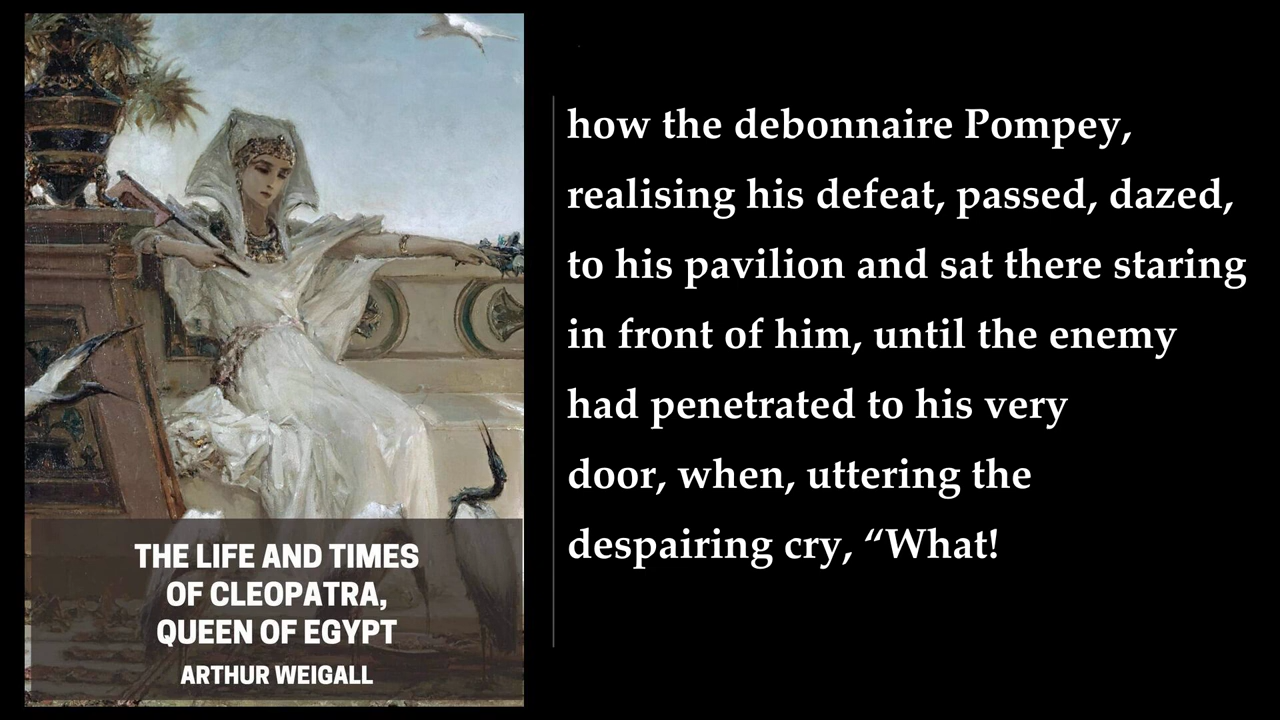 THE LIFE AND TIMES
OF CLEOPATRA,
QUEEN OF EGYPT
ARTHUR WEIGALL
how the debonnaire Pompey,
realising his defeat, passed, dazed,
to his pavilion and sat there staring
in front of him, until the enemy
had penetrated to his very
door, when, uttering the
despairing cry, “What!